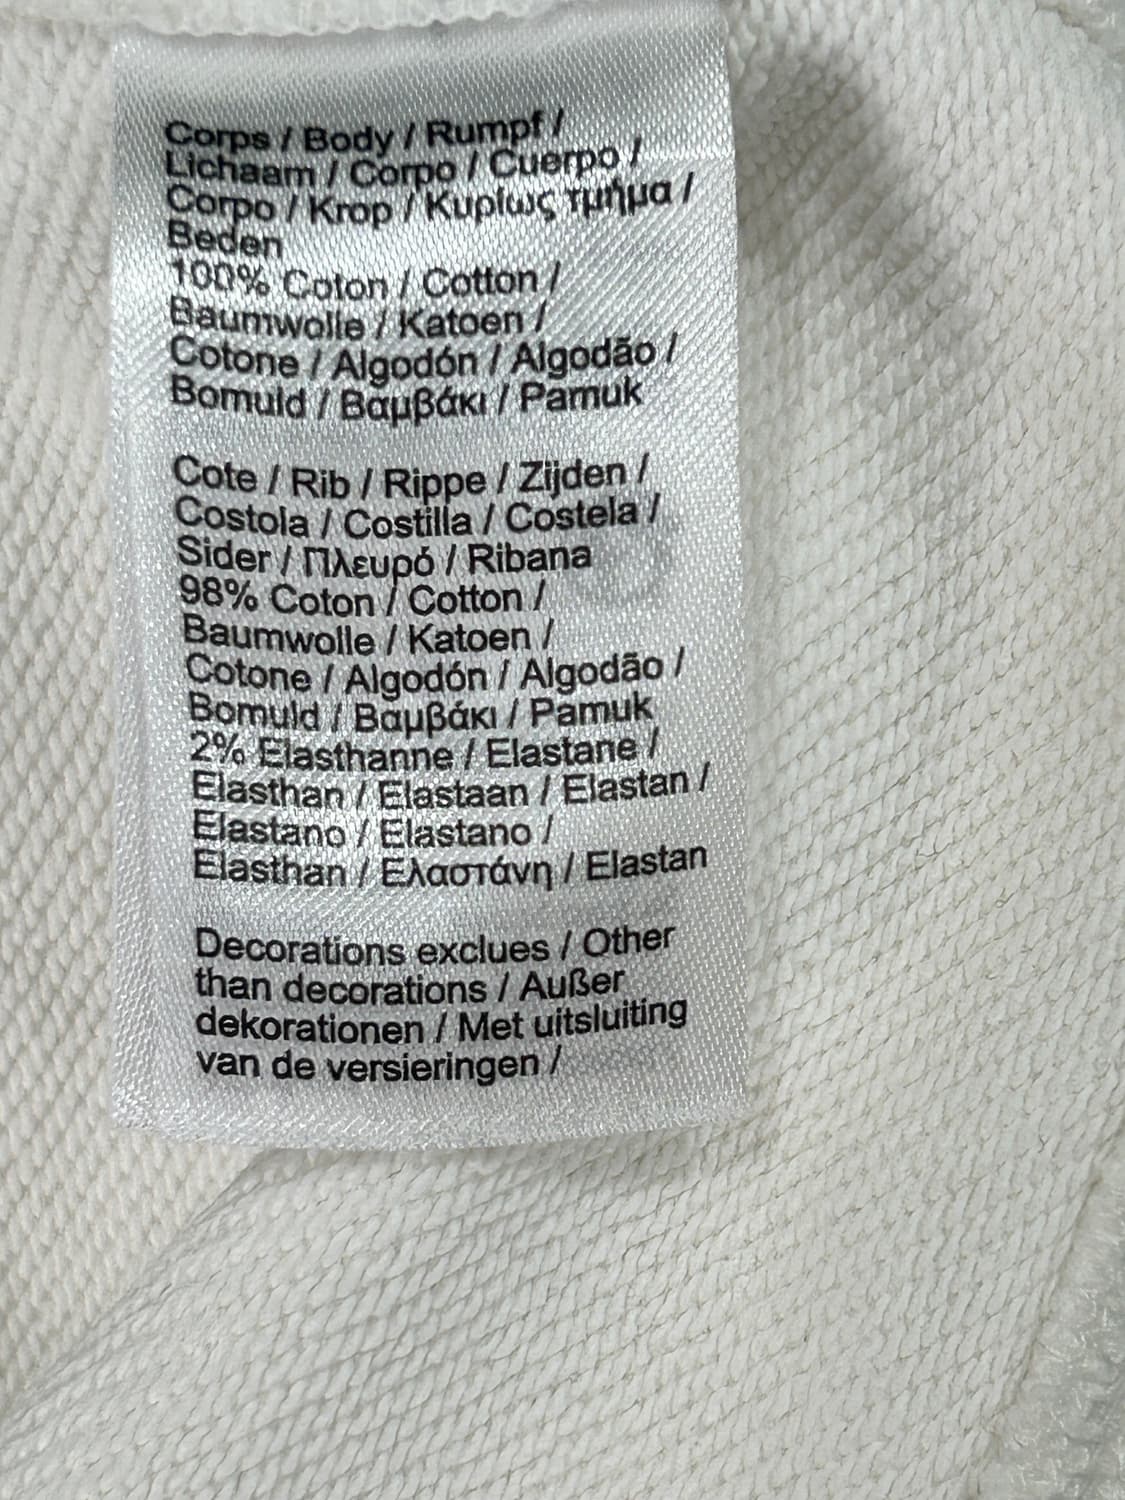 Corps / Body / Rumpf /
Lichaam / Corpo / Cuerpo /
Corpo / Krop / Κυρίως τμήμα /
Beden
100% Coton / Cotton /
Baumwolle / Katoen /
Cotone / Algodón / Algodão /
Bomuld / Βαμβάκι / Pamuk
Cote / Rib / Rippe / Zijden /
Costola / Costilla / Costela /
Sider / Πλευρό / Ribana
98% Coton / Cotton /
Baumwolle / Katoen /
Cotone / Algodón / Algodão /
Bomuld / Βαμβάκι / Pamuk
2% Elasthanne / Elastane /
Elasthan / Elastaan / Elastan /
Elastano / Elastano /
Elasthan / Ελαστάνη / Elastan
Decorations exclues / Other
than decorations / Außer
dekorationen / Met uitsluiting
van de versieringen /